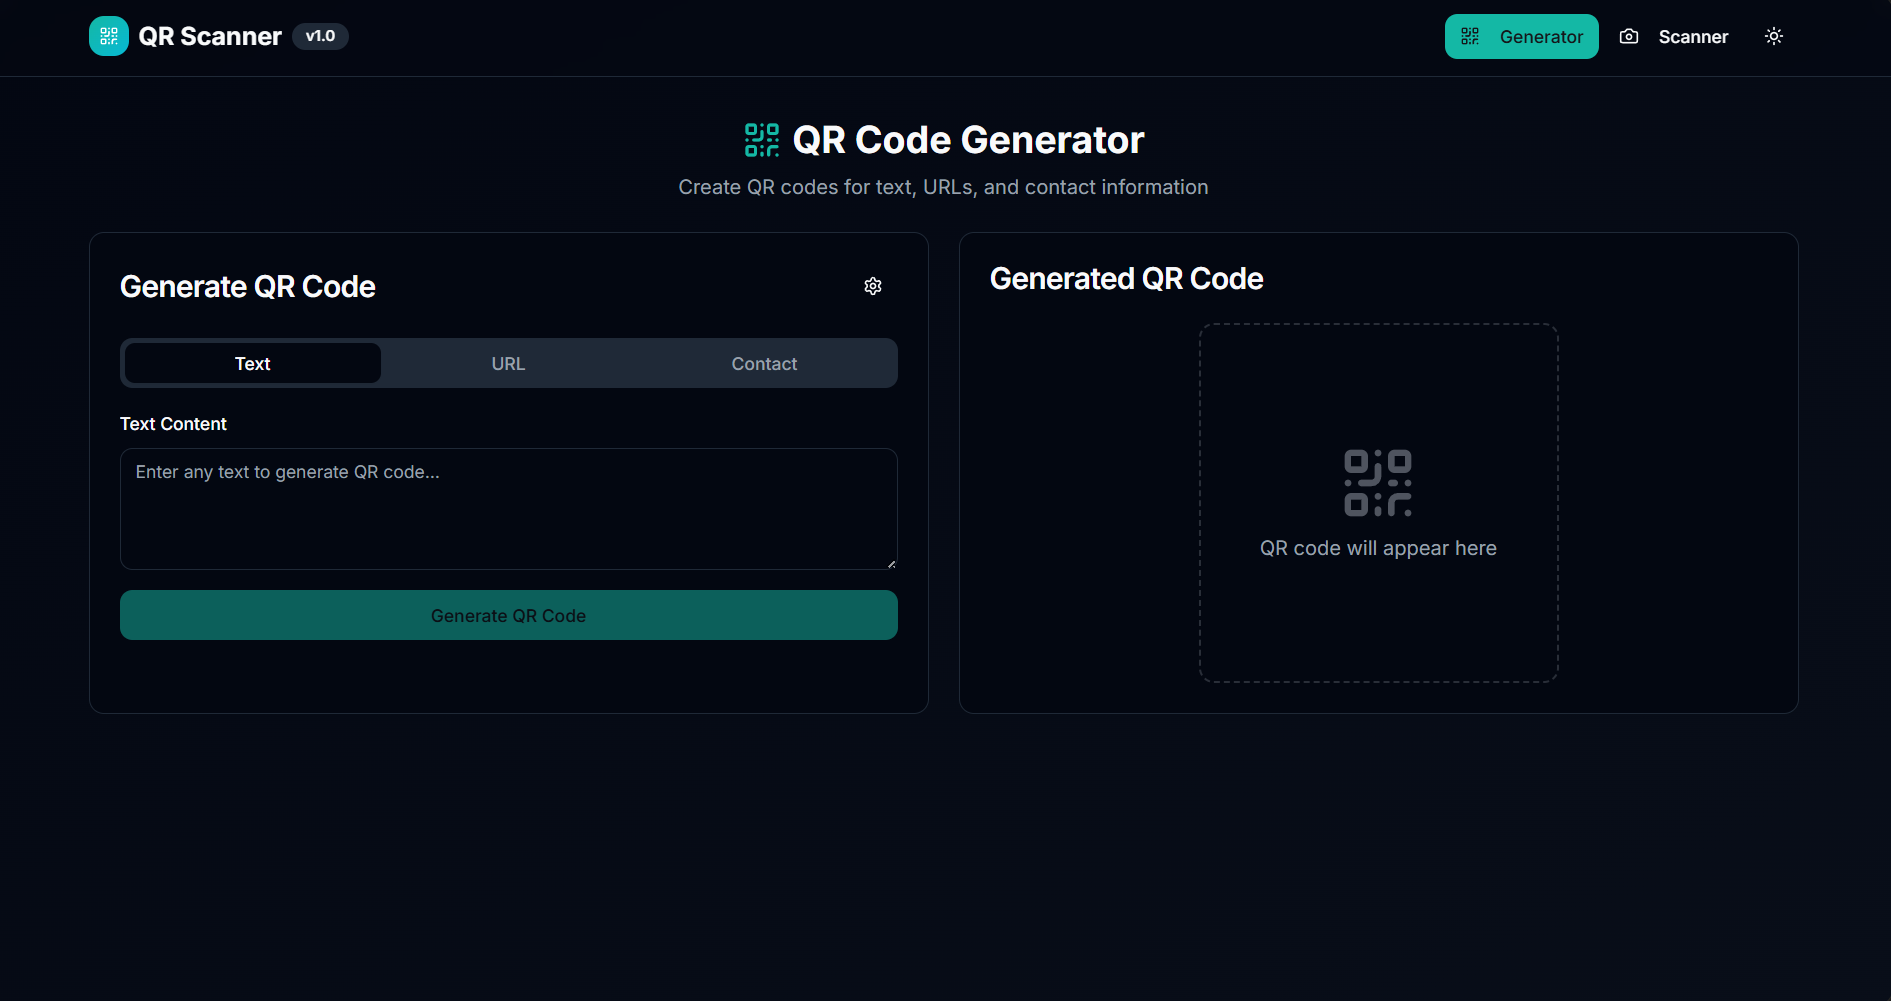 QR Scanner v1.0
Generator
Scanner
QR Code Generator
Create QR codes for text, URLs, and contact information
Generate QR Code
Text
URL
Contact
Text Content
Enter any text to generate QR code...
Generate QR Code
Generated QR Code
QR code will appear here